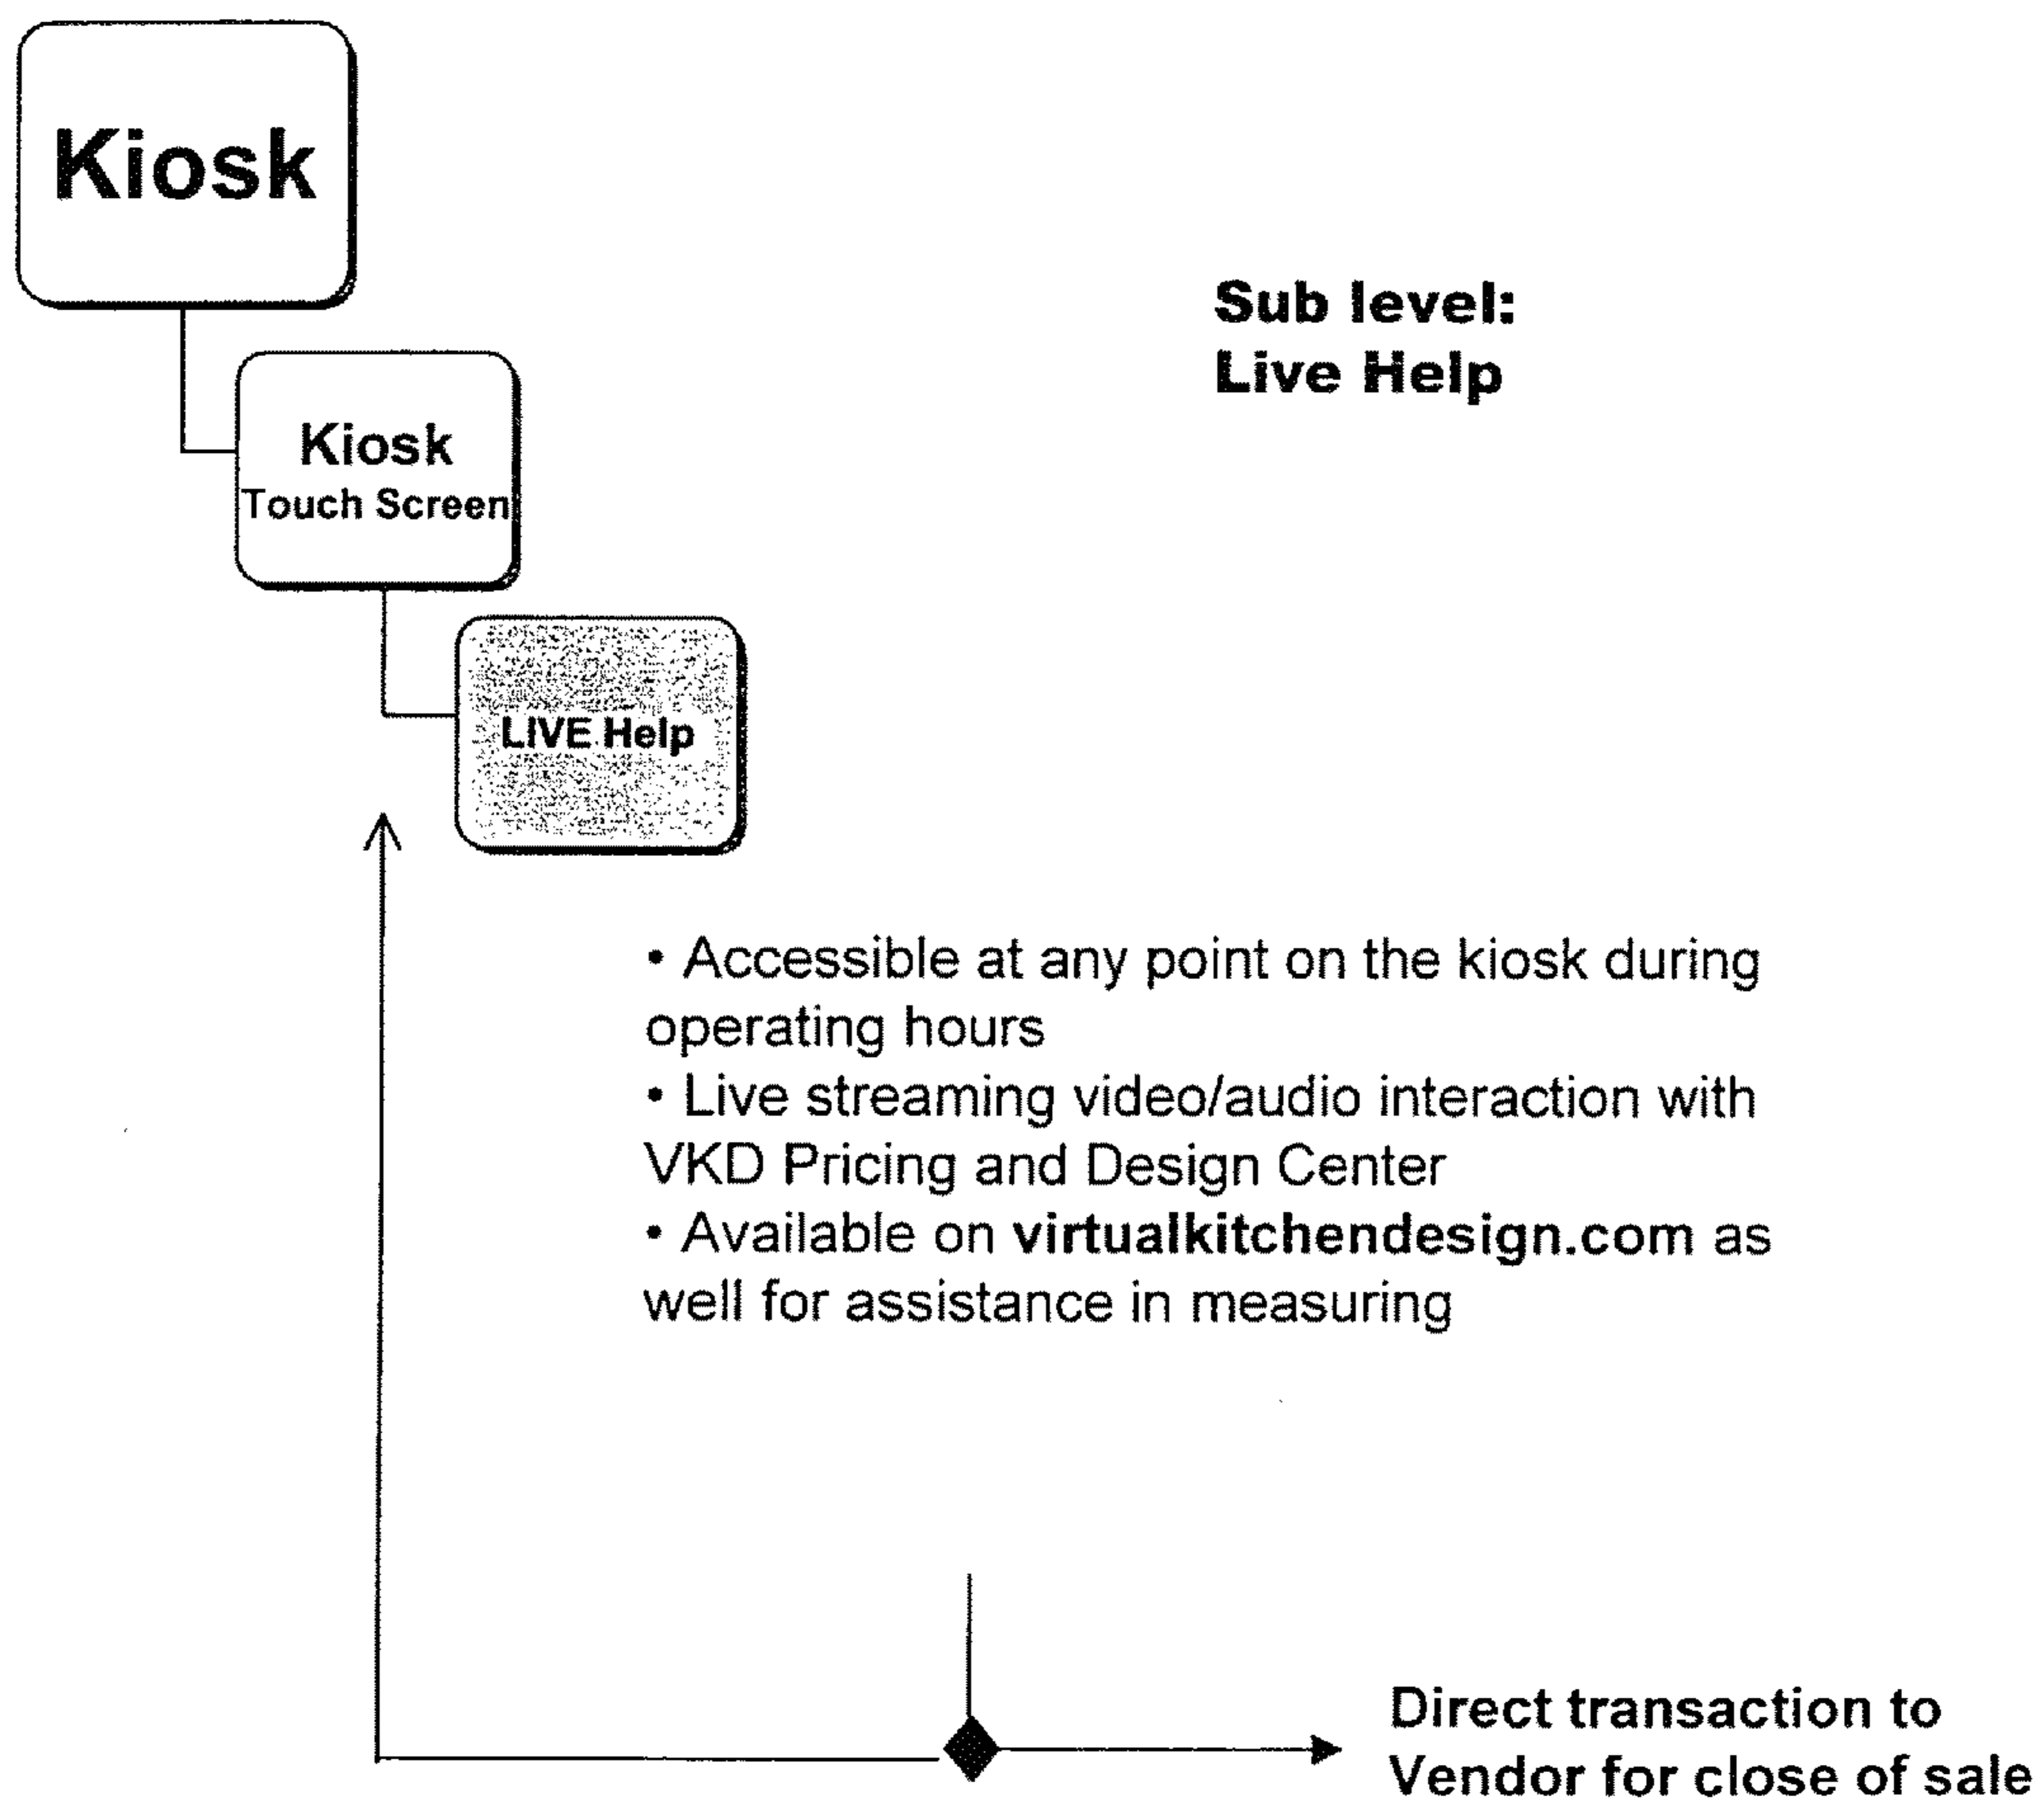 Kiosk
Sub level:
Live Help
Kiosk
Touch Screen
LIVE Help
• Accessible at any point on the kiosk during
operating hours
• Live streaming video/audio interaction with
VKD Pricing and Design Center
• Available on virtualkitchendesign.com as
well for assistance in measuring
Direct transaction to
Vendor for close of sale